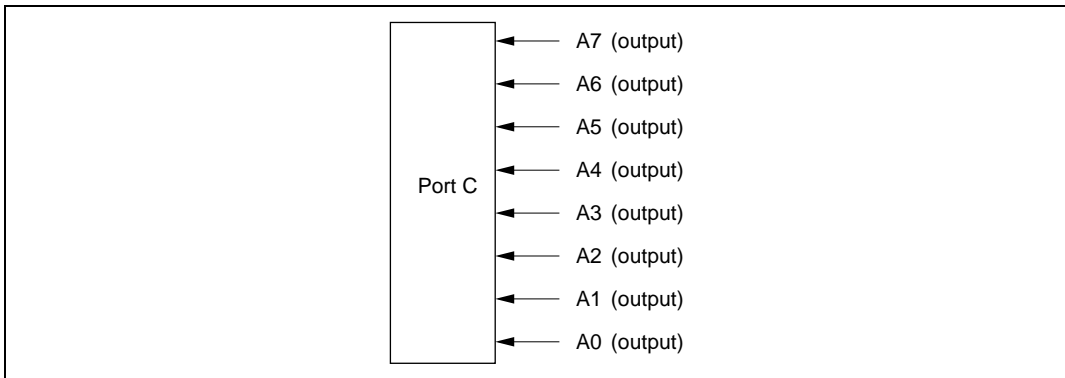 A7 (output)
A6 (output)
A5 (output)
A4 (output)
Port C
A3 (output)
A2 (output)
A1 (output)
A0 (output)